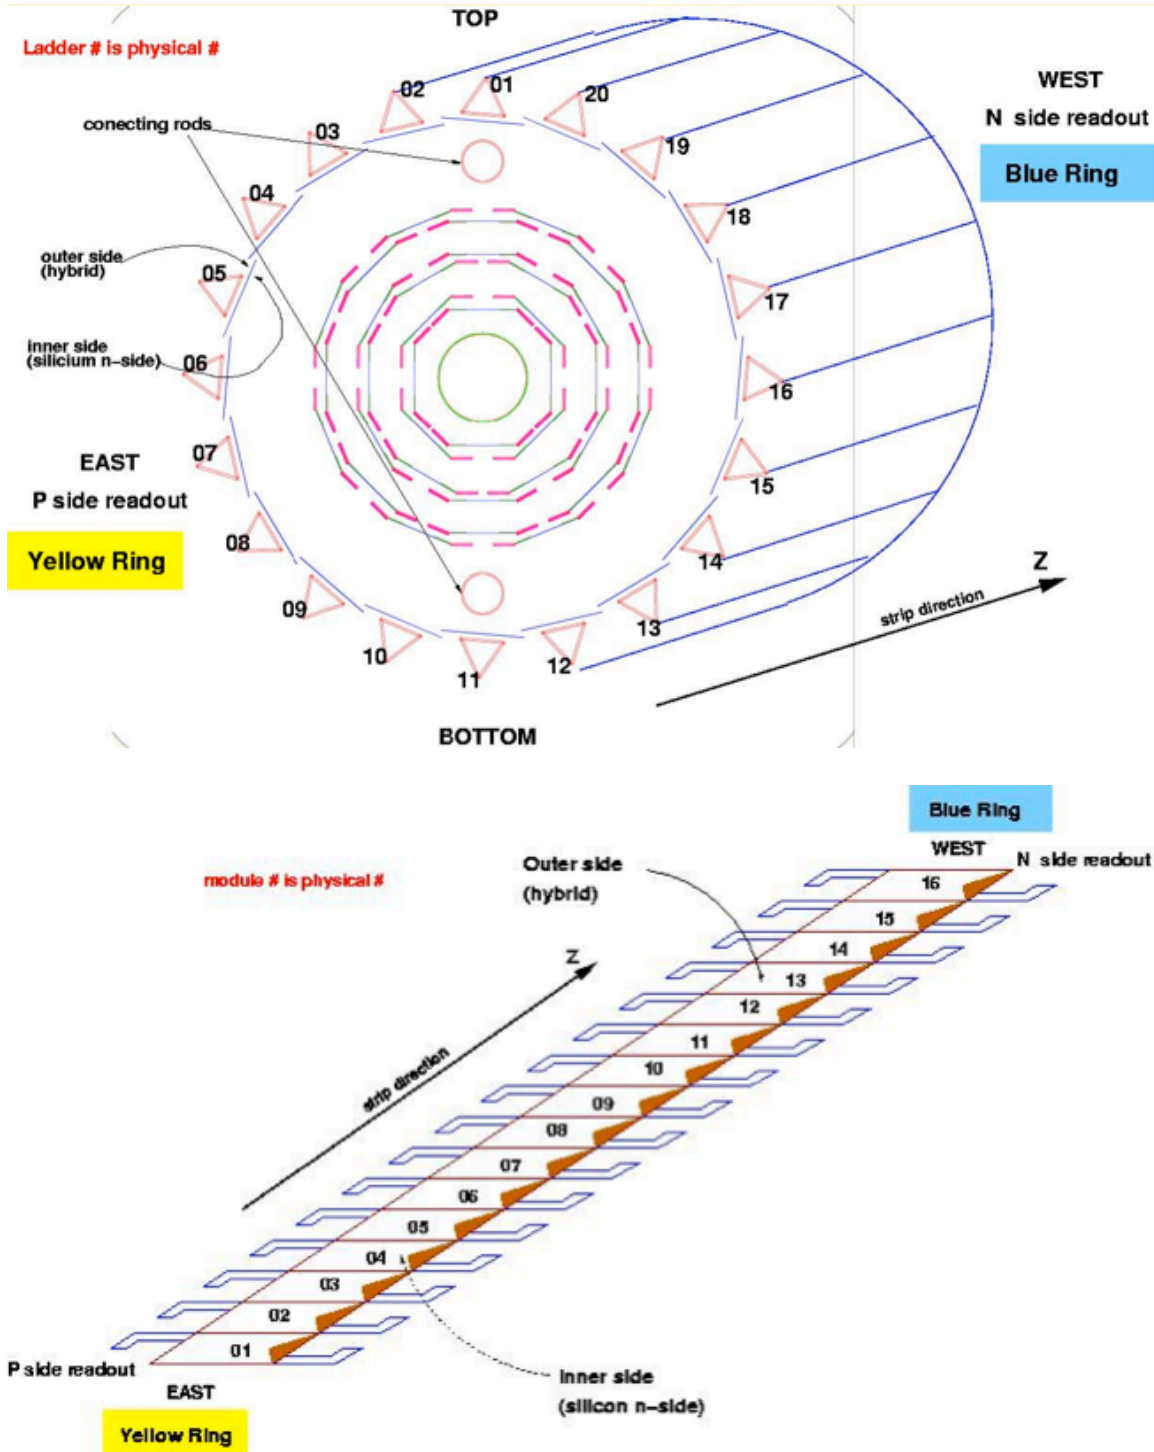 TOP
Ladder # is physical #
WEST
N side readout
Blue Ring
conecting rods
02
01
20
03
19
04
18
outer side
(hybrid)
05
17
inner side
(silicium n-side)
06
16
EAST
P side readout
Yellow Ring
07
15
08
14
09
13
10
11
12
Z
strip direction
BOTTOM
Blue Ring
WEST
N side readout
module # is physical #
Outer side
(hybrid)
16
15
14
13
12
11
10
09
08
07
06
05
04
03
02
01
Z
strip direction
P side readout
EAST
Yellow Ring
Inner side
(silicon n-side)